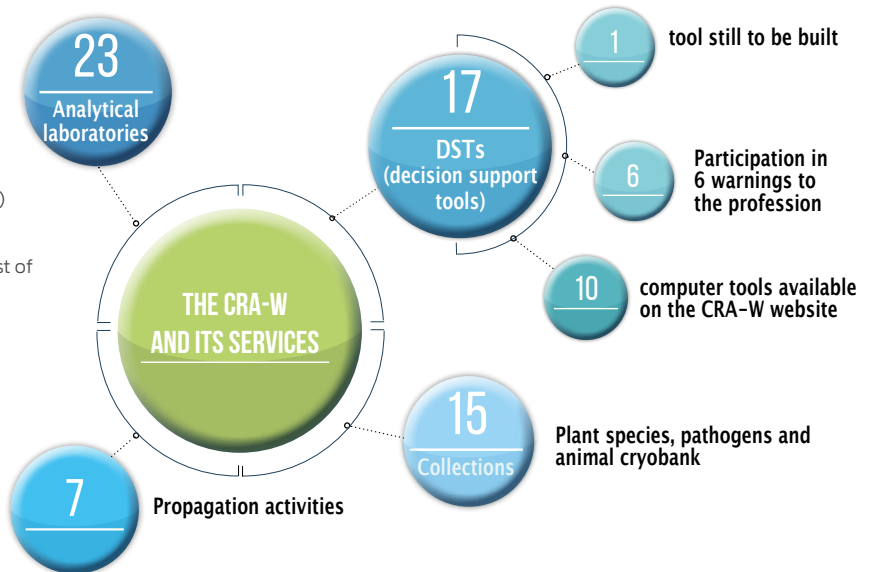 23
Analytical
laboratories
)
st of
THE CRA-W
AND ITS SERVICES
17
DSTs
(decision support
tools)
1
tool still to be built
6
Participation in
6 warnings to
the profession
10
computer tools available
on the CRA-W website
15
Collections
Plant species, pathogens and
animal cryobank
7
Propagation activities